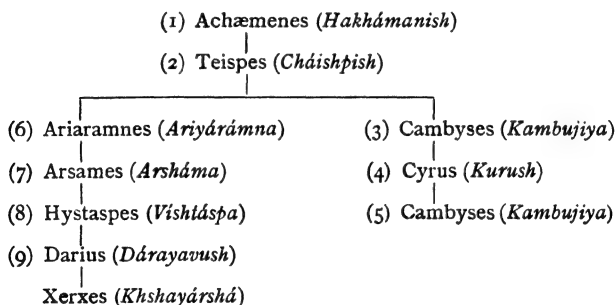 (1) Achæmenes (Hakhámanish)
(2) Teispes (Cháishpish)
(6) Ariaramnes (Ariyárámna) (3) Cambyses (Kambujiya)
(7) Arsames (Arsháma) (4) Cyrus (Kurush)
(8) Hystaspes (Víshtáspa) (5) Cambyses (Kambujiya)
(9) Darius (Dárayavush)
Xerxes (Khshayárshá)